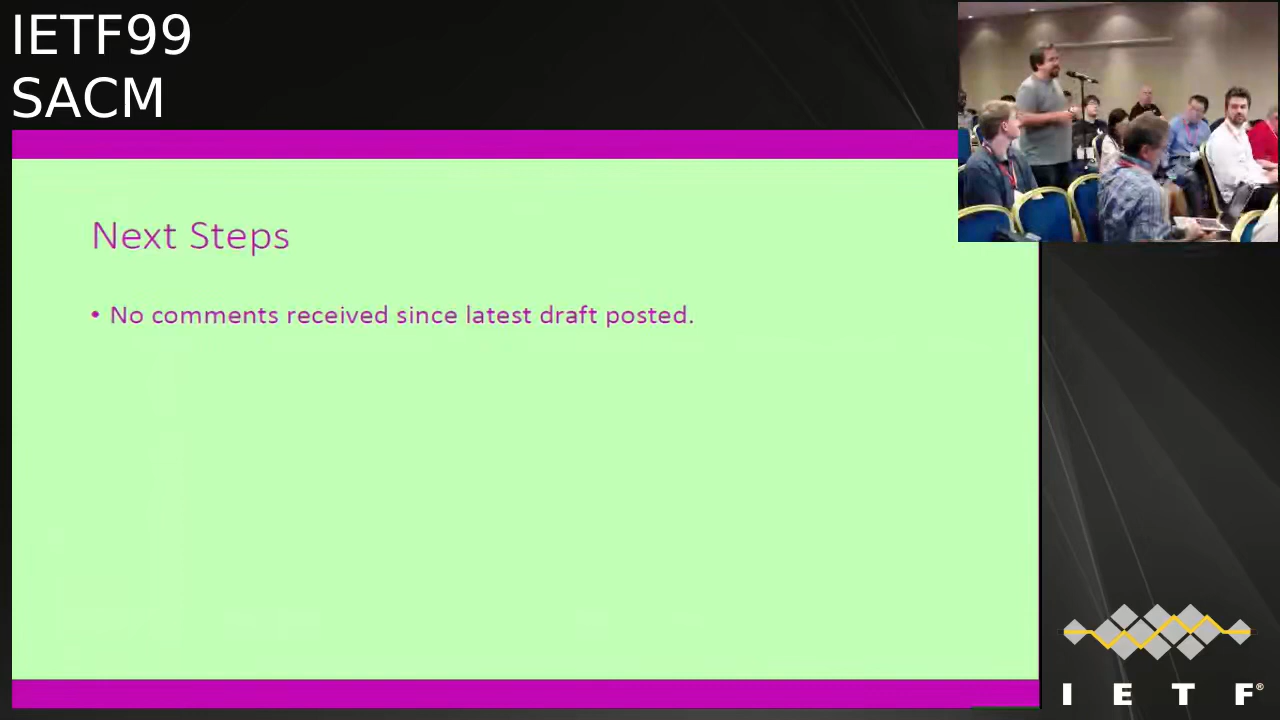 IETF99
SACM
Next Steps
• No comments received since latest draft posted.
I E T F®